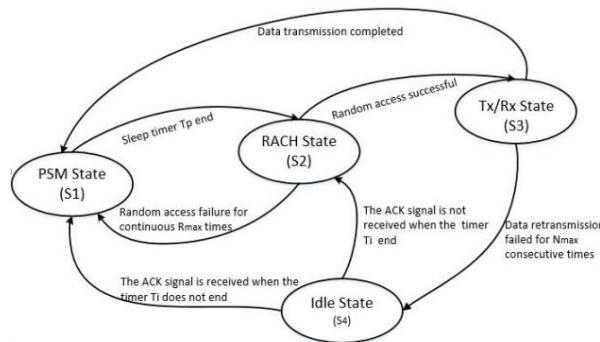 Data transmission completed
Random access successful
Tx/Rx State
(S3)
Sleep timer Tp end
RACH State
(S2)
PSM State
(S1)
Random access failure for
continuous Rmax times
The ACK signal is not
received when the timer
Ti end
Data retransmission
failed for Nmax
consecutive times
The ACK signal is received when the
timer Ti does not end
Idle State
(S4)